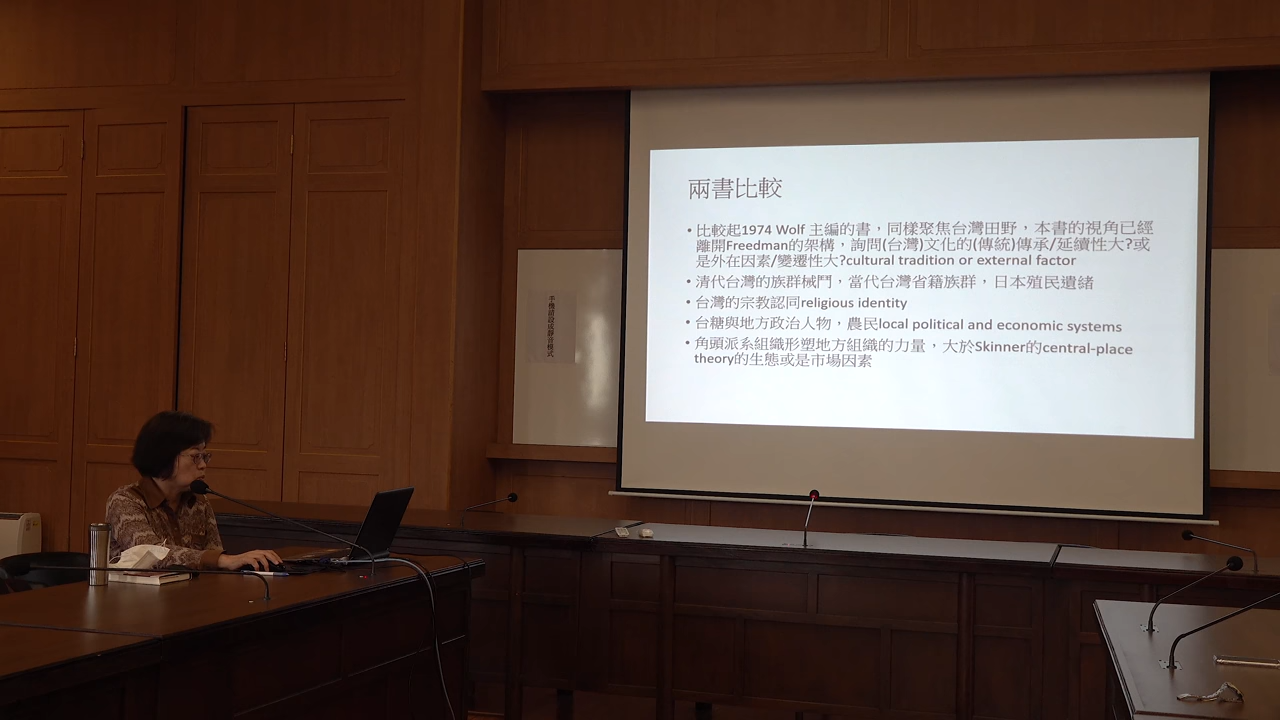 兩書比較
• 比較起1974 Wolf 主編的書，同樣聚焦台灣田野，本書的視角已經
離開Freedman的架構，詢問(台灣)文化的(傳統)傳承/延續性大?或
是外在因素/變遷性大?cultural tradition or external factor
• 清代台灣的族群械鬥，當代台灣省籍族群，日本殖民遺緒
• 台灣的宗教認同religious identity
• 台糖與地方政治人物，農民local political and economic systems
• 角頭派系組織形塑地方組織的力量，大於Skinner的central-place
theory的生態或是市場因素
手機請設成靜音模式